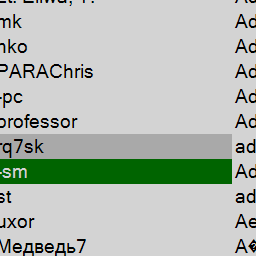 mk Ad
nko Ad
PARAChris Ad
-pc Ad
professor Ad
rq7sk ad
-sm Ad
st ad
uxor Ae
Медведь7 А�